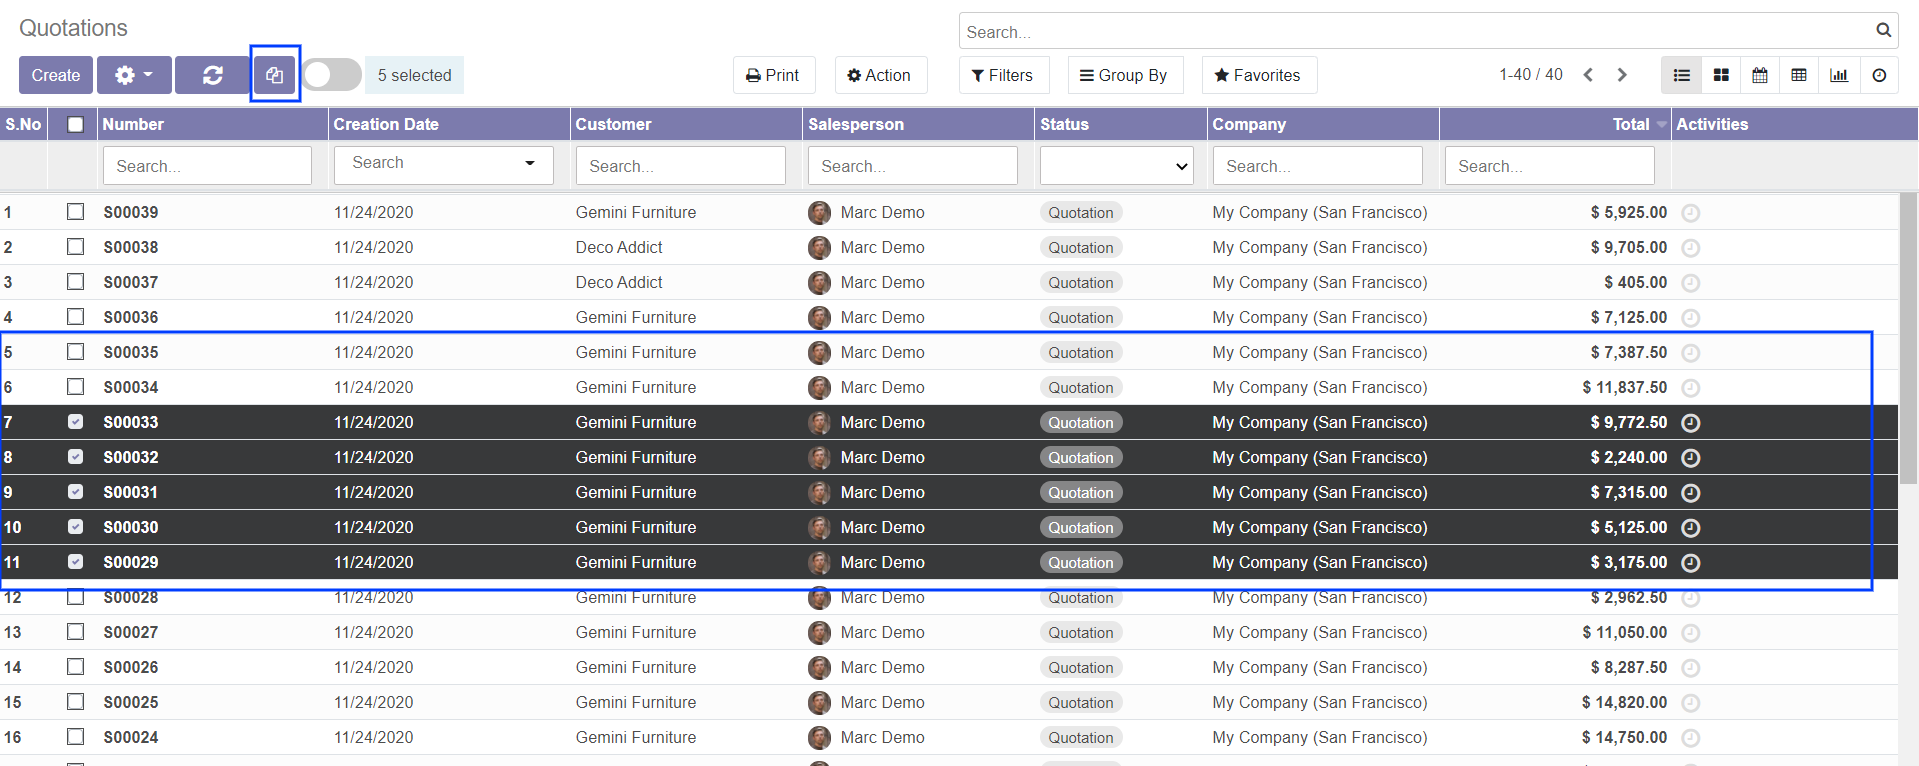 Quotations
Search...
Create
5 selected
Print
Action
Filters
Group By
Favorites
1-40 / 40
S.No Number Creation Date Customer Salesperson Status Company Total Activities
Search... Search Search... Search... Search... Search...
1 S00039 11/24/2020 Gemini Furniture Marc Demo Quotation My Company (San Francisco) $ 5,925.00
2 S00038 11/24/2020 Deco Addict Marc Demo Quotation My Company (San Francisco) $ 9,705.00
3 S00037 11/24/2020 Deco Addict Marc Demo Quotation My Company (San Francisco) $ 405.00
4 S00036 11/24/2020 Gemini Furniture Marc Demo Quotation My Company (San Francisco) $ 7,125.00
5 S00035 11/24/2020 Gemini Furniture Marc Demo Quotation My Company (San Francisco) $ 7,387.50
6 S00034 11/24/2020 Gemini Furniture Marc Demo Quotation My Company (San Francisco) $ 11,837.50
7 S00033 11/24/2020 Gemini Furniture Marc Demo Quotation My Company (San Francisco) $ 9,772.50
8 S00032 11/24/2020 Gemini Furniture Marc Demo Quotation My Company (San Francisco) $ 2,240.00
9 S00031 11/24/2020 Gemini Furniture Marc Demo Quotation My Company (San Francisco) $ 7,315.00
10 S00030 11/24/2020 Gemini Furniture Marc Demo Quotation My Company (San Francisco) $ 5,125.00
11 S00029 11/24/2020 Gemini Furniture Marc Demo Quotation My Company (San Francisco) $ 3,175.00
12 S00028 11/24/2020 Gemini Furniture Marc Demo Quotation My Company (San Francisco) $ 2,962.50
13 S00027 11/24/2020 Gemini Furniture Marc Demo Quotation My Company (San Francisco) $ 11,050.00
14 S00026 11/24/2020 Gemini Furniture Marc Demo Quotation My Company (San Francisco) $ 8,287.50
15 S00025 11/24/2020 Gemini Furniture Marc Demo Quotation My Company (San Francisco) $ 14,820.00
16 S00024 11/24/2020 Gemini Furniture Marc Demo Quotation My Company (San Francisco) $ 14,750.00